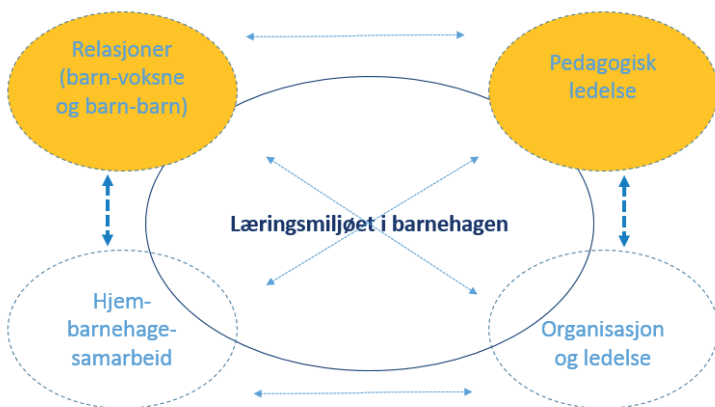 Relasjoner
(barn-voksne
og barn-barn)
Pedagogisk
ledelse
Læringsmiljøet i barnehagen
Hjem-
barnehage-
samarbeid
Organisasjon
og ledelse